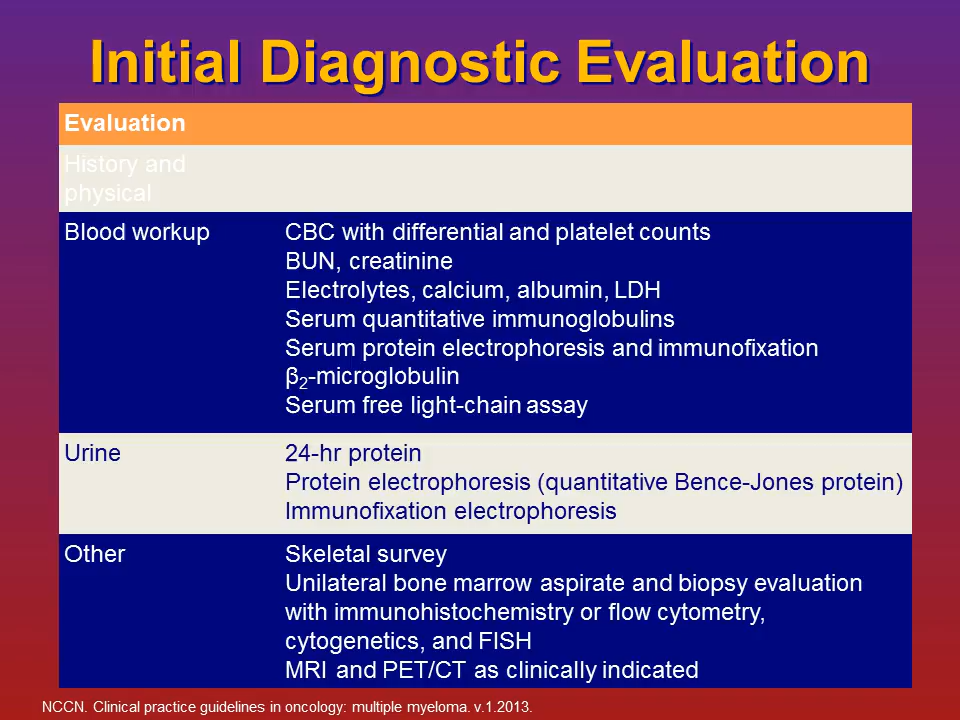 Initial Diagnostic Evaluation
Evaluation
History and
physical
Blood workup
CBC with differential and platelet counts
BUN, creatinine
Electrolytes, calcium, albumin, LDH
Serum quantitative immunoglobulins
Serum protein electrophoresis and immunofixation
β₂-microglobulin
Serum free light-chain assay
Urine
24-hr protein
Protein electrophoresis (quantitative Bence-Jones protein)
Immunofixation electrophoresis
Other
Skeletal survey
Unilateral bone marrow aspirate and biopsy evaluation
with immunohistochemistry or flow cytometry,
cytogenetics, and FISH
MRI and PET/CT as clinically indicated
NCCN. Clinical practice guidelines in oncology: multiple myeloma. v.1.2013.